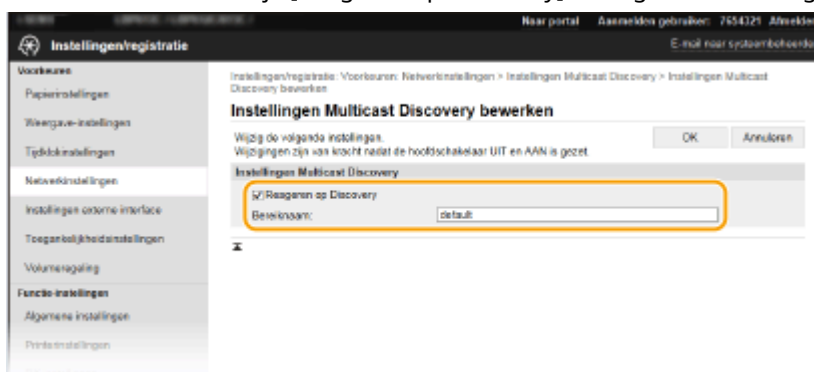 Naar portal Aanmelden gebruiker: 7654321 Afmelden
Instellingen/registratie
E-mail naar systeembeheerder
Voorkeuren
Papierinstellingen
Weergave-instellingen
Tijdklokinstellingen
Netwerkinstellingen
Instellingen externe interface
Toegankelijkheidsinstellingen
Volumeregeling
Functie-instellingen
Algemene instellingen
Printerinstellingen
Instellingen/registratie: Voorkeuren: Netwerkinstellingen > Instellingen Multicast Discovery > Instellingen Multicast
Discovery bewerken
Instellingen Multicast Discovery bewerken
Wijzig de volgende instellingen.
Wijzigingen zijn van kracht nadat de hoofdschakelaar UIT en AAN is gezet.
OK Annuleren
Instellingen Multicast Discovery
Reageren op Discovery
Bereiknaam: default